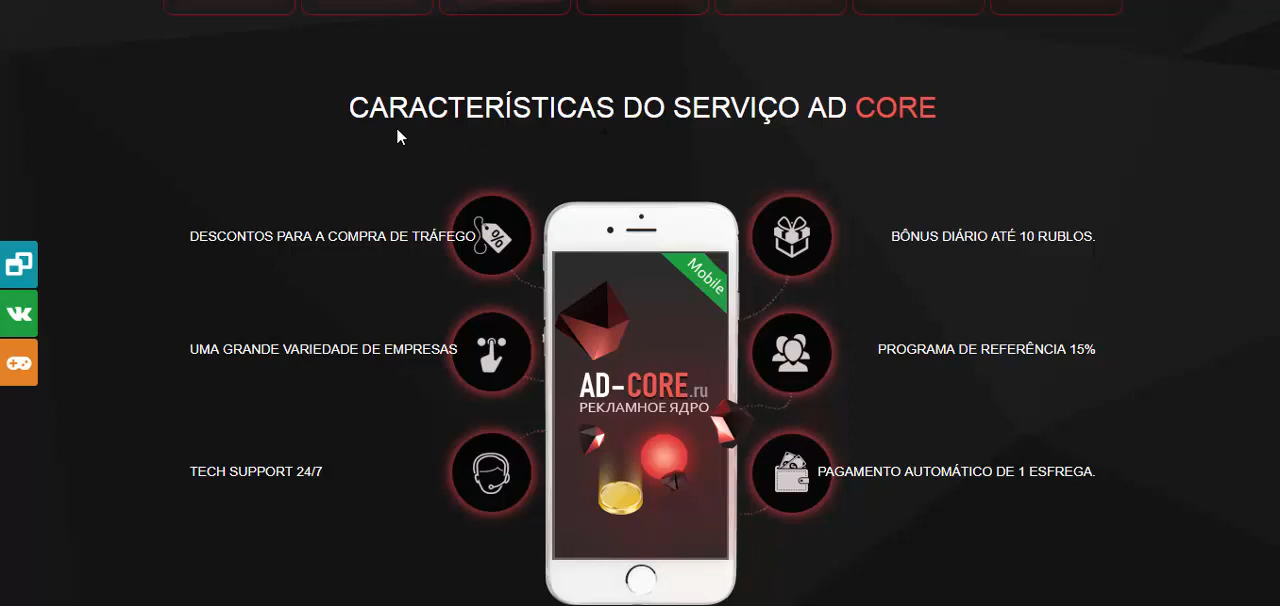 CARACTERÍSTICAS DO SERVIÇO AD CORE
DESCONTOS PARA A COMPRA DE TRÁFEGO
BÔNUS DIÁRIO ATÉ 10 RUBLOS.
Mobile
UMA GRANDE VARIEDADE DE EMPRESAS
PROGRAMA DE REFERÊNCIA 15%
AD-CORE.ru
РЕКЛАМНОЕ ЯДРО
TECH SUPPORT 24/7
PAGAMENTO AUTOMÁTICO DE 1 ESFREGA.